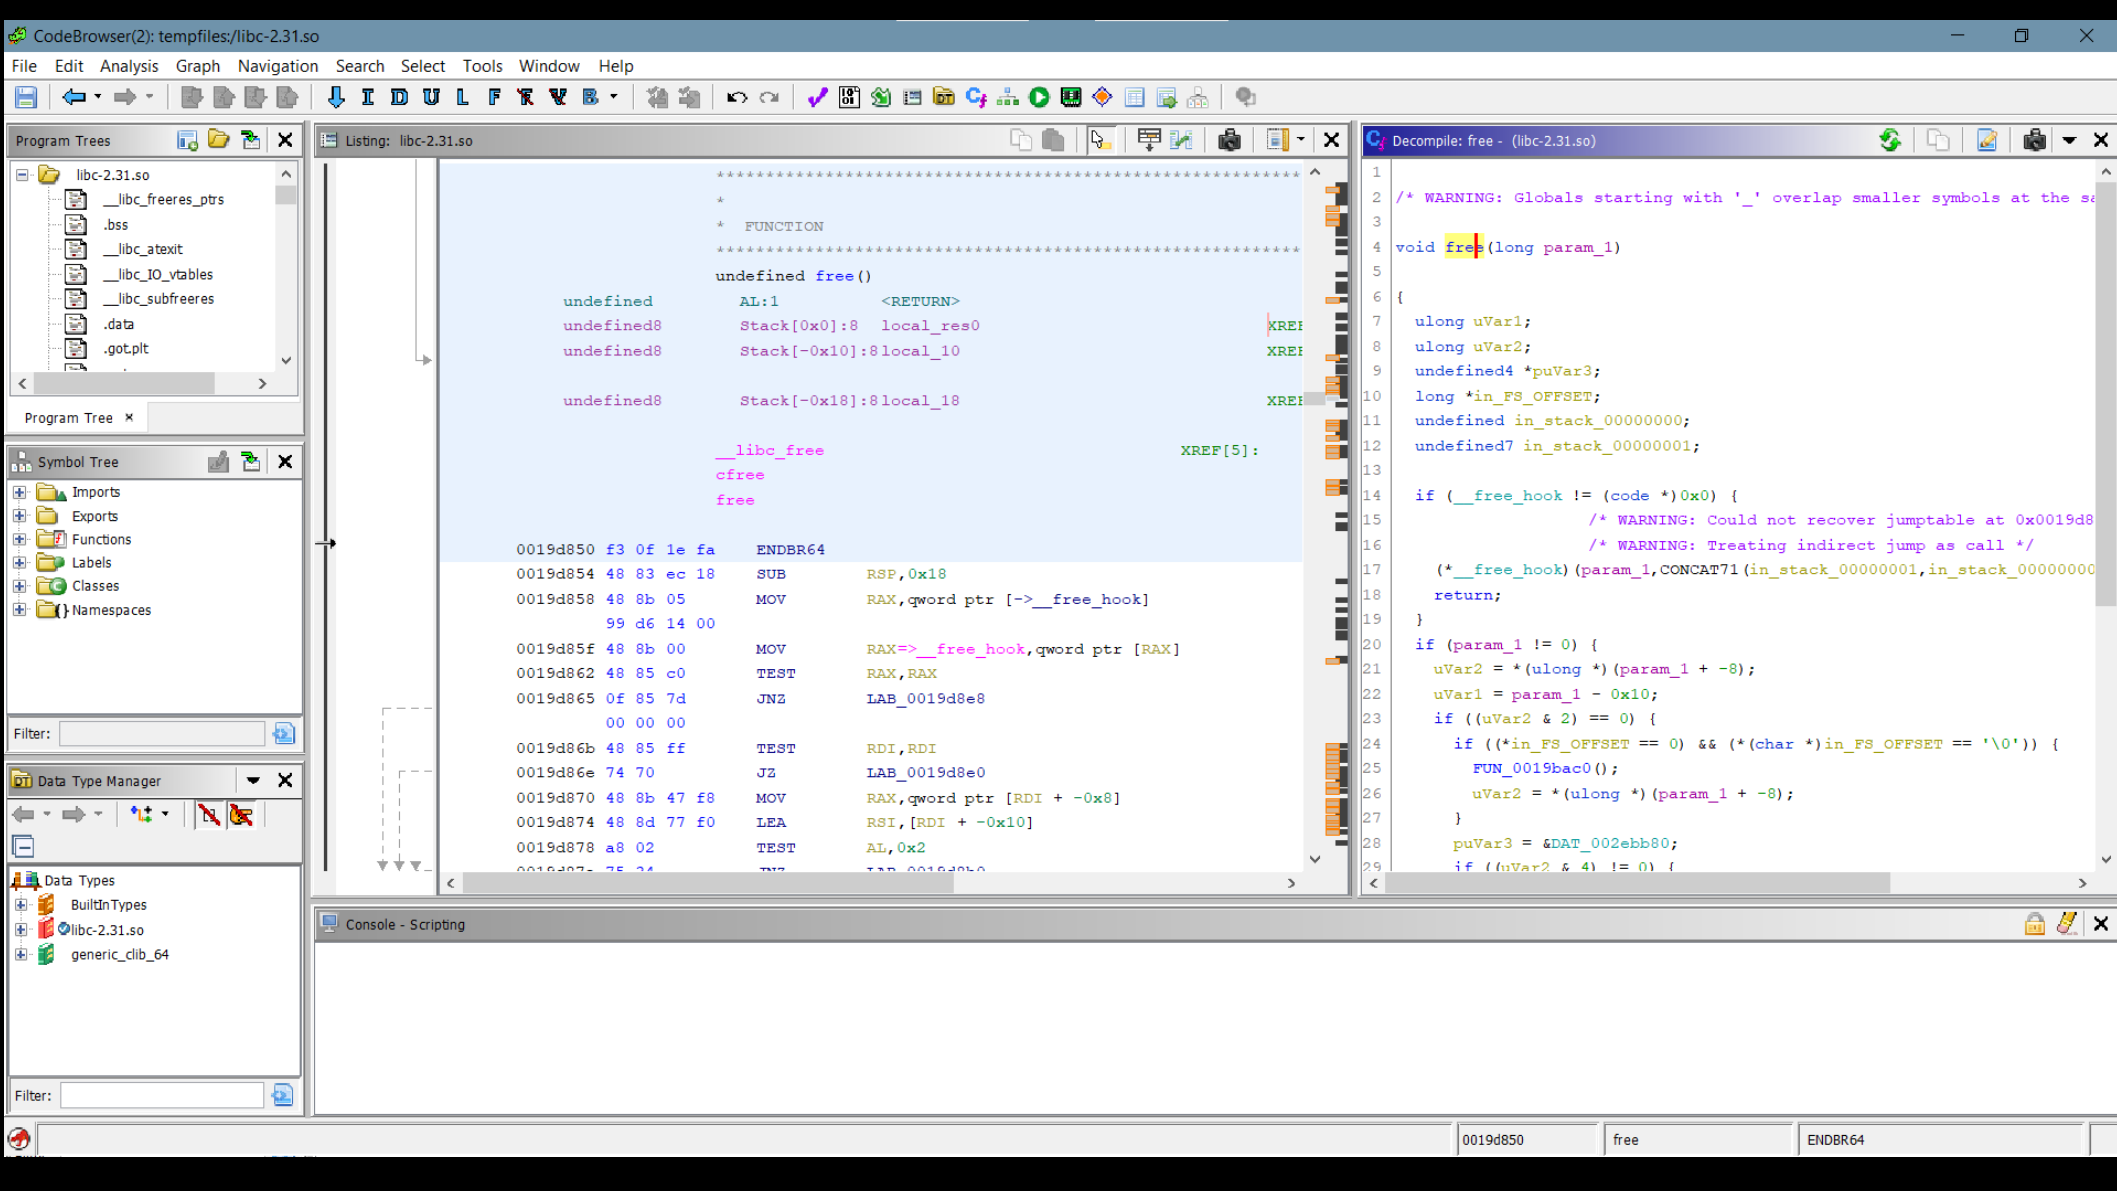 CodeBrowser(2): tempfiles:/libc-2.31.so
File Edit Analysis Graph Navigation Search Select Tools Window Help
I D U L F B
Program Trees
libc-2.31.so
__libc_freeres_ptrs
.bss
__libc_atexit
__libc_IO_vtables
__libc_subfreeres
.data
.got.plt
Program Tree ×
Symbol Tree
Imports
Exports
Functions
Labels
Classes
Namespaces
Filter:
Data Type Manager
Data Types
BuiltInTypes
libc-2.31.so
generic_clib_64
Filter:
Listing: libc-2.31.so
************************************************************
*
* FUNCTION
************************************************************
undefined free()
undefined AL:1 <RETURN>
undefined8 Stack[0x0]:8 local_res0
undefined8 Stack[-0x10]:8 local_10
undefined8 Stack[-0x18]:8 local_18
__libc_free XREF[5]:
cfree
free
0019d850 f3 0f 1e fa ENDBR64
0019d854 48 83 ec 18 SUB RSP,0x18
0019d858 48 8b 05 MOV RAX,qword ptr [->__free_hook]
99 d6 14 00
0019d85f 48 8b 00 MOV RAX=>__free_hook,qword ptr [RAX]
0019d862 48 85 c0 TEST RAX,RAX
0019d865 0f 85 7d JNZ LAB_0019d8e8
00 00 00
0019d86b 48 85 ff TEST RDI,RDI
0019d86e 74 70 JZ LAB_0019d8e0
0019d870 48 8b 47 f8 MOV RAX,qword ptr [RDI + -0x8]
0019d874 48 8d 77 f0 LEA RSI,[RDI + -0x10]
0019d878 a8 02 TEST AL,0x2
Decompile: free - (libc-2.31.so)
1
2 /* WARNING: Globals starting with '_' overlap smaller symbols at the
3
4 void free(long param_1)
5
6 {
7 ulong uVar1;
8 ulong uVar2;
9 undefined4 *puVar3;
10 long *in_FS_OFFSET;
11 undefined in_stack_00000000;
12 undefined7 in_stack_00000001;
13
14 if (__free_hook != (code *)0x0) {
15 /* WARNING: Could not recover jumptable at 0x0019d8
16 /* WARNING: Treating indirect jump as call */
17 (*__free_hook)(param_1,CONCAT71(in_stack_00000001,in_stack_00000000
18 return;
19 }
20 if (param_1 != 0) {
21 uVar2 = *(ulong *)(param_1 + -8);
22 uVar1 = param_1 - 0x10;
23 if ((uVar2 & 2) == 0) {
24 if ((*in_FS_OFFSET == 0) && (*(char *)in_FS_OFFSET == '\0')) {
25 FUN_0019bac0();
26 uVar2 = *(ulong *)(param_1 + -8);
27 }
28 puVar3 = &DAT_002ebb80;
29 if ((uVar2 & 4) != 0) {
Console - Scripting
0019d850 free ENDBR64